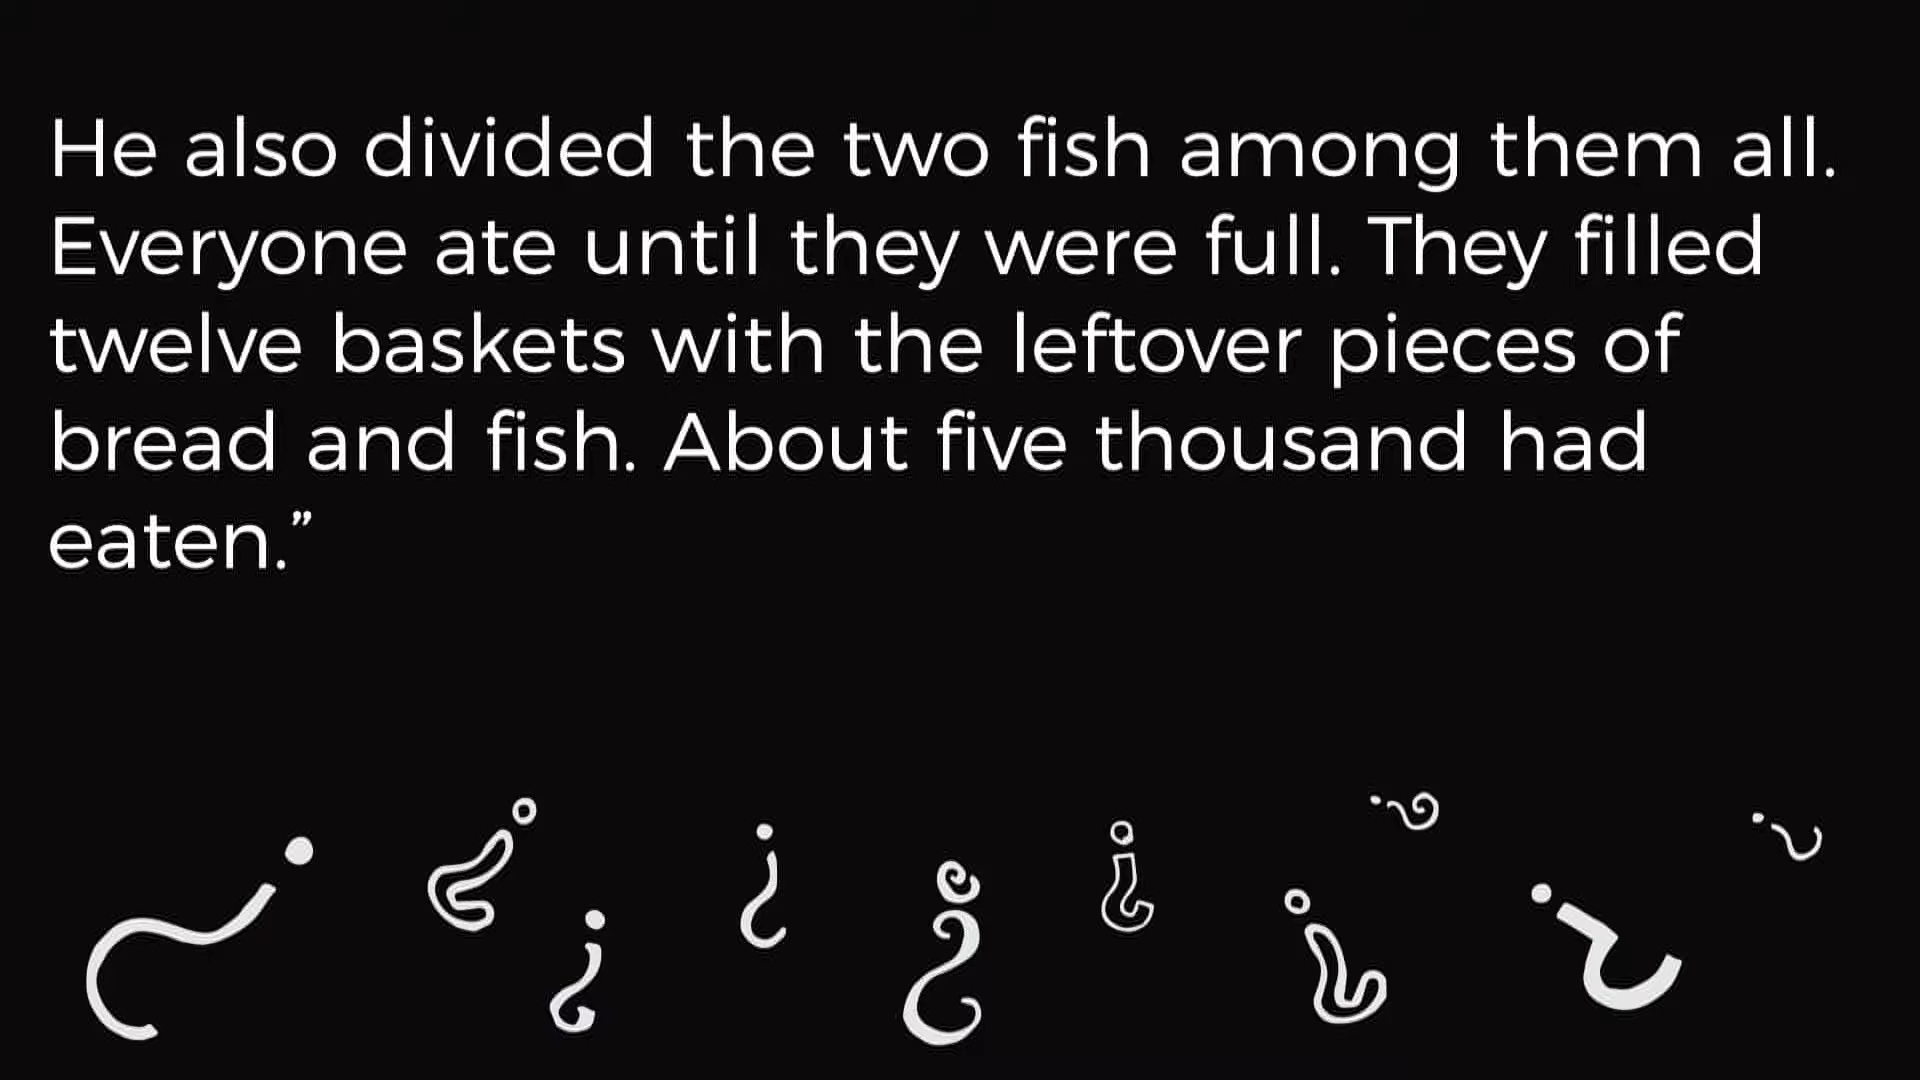 He also divided the two fish among them all.
Everyone ate until they were full. They filled
twelve baskets with the leftover pieces of
bread and fish. About five thousand had
eaten.”